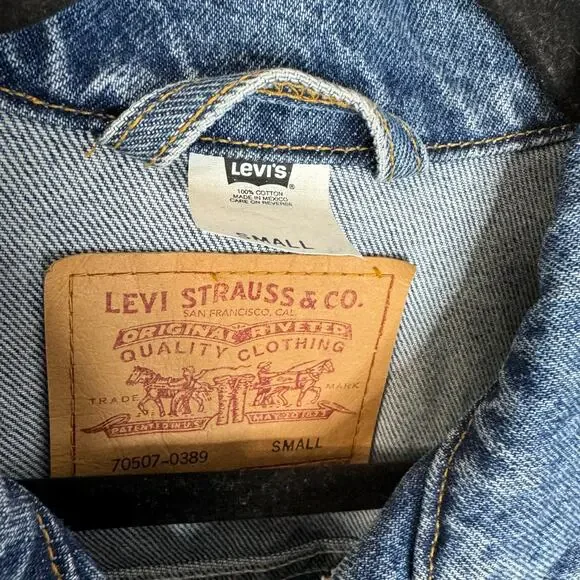 LEVI'S
®
100% COTTON
MADE IN MEXICO
CARE ON REVERSE
SMALL
LEVI STRAUSS & CO.
SAN FRANCISCO, CAL.
ORIGINAL RIVETED
QUALITY CLOTHING
TRADE MARK
PATENTED IN U.S. MAY 20 1873
70507-0389 SMALL